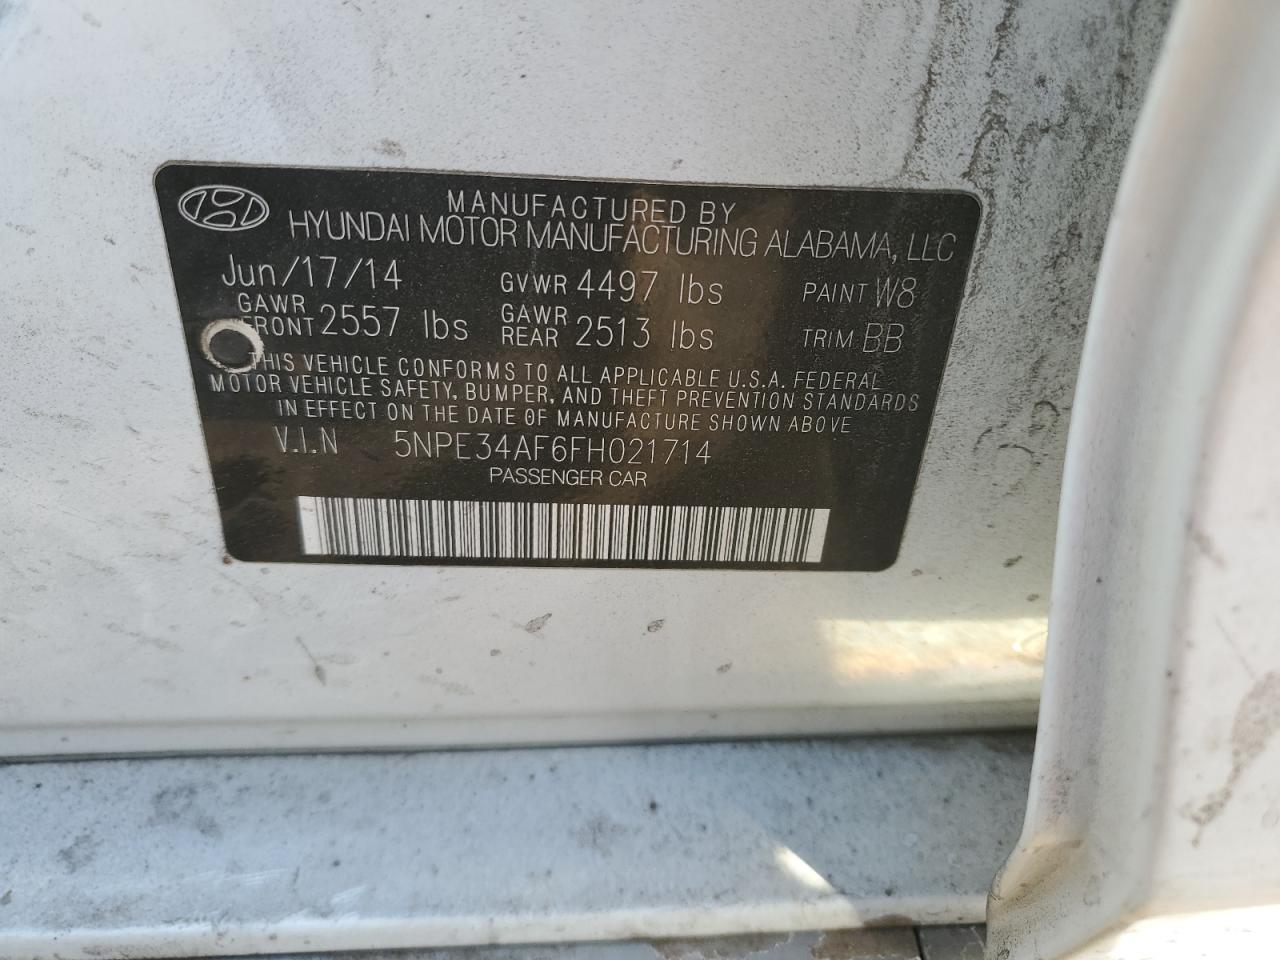 MANUFACTURED BY
HYUNDAI MOTOR MANUFACTURING ALABAMA, LLC
Jun/17/14 GVWR 4497 lbs PAINT W8
GAWR FRONT 2557 lbs GAWR REAR 2513 lbs TRIM BB
THIS VEHICLE CONFORMS TO ALL APPLICABLE U.S.A. FEDERAL
MOTOR VEHICLE SAFETY, BUMPER, AND THEFT PREVENTION STANDARDS
IN EFFECT ON THE DATE OF MANUFACTURE SHOWN ABOVE
V.I.N 5NPE34AF6FH021714
PASSENGER CAR